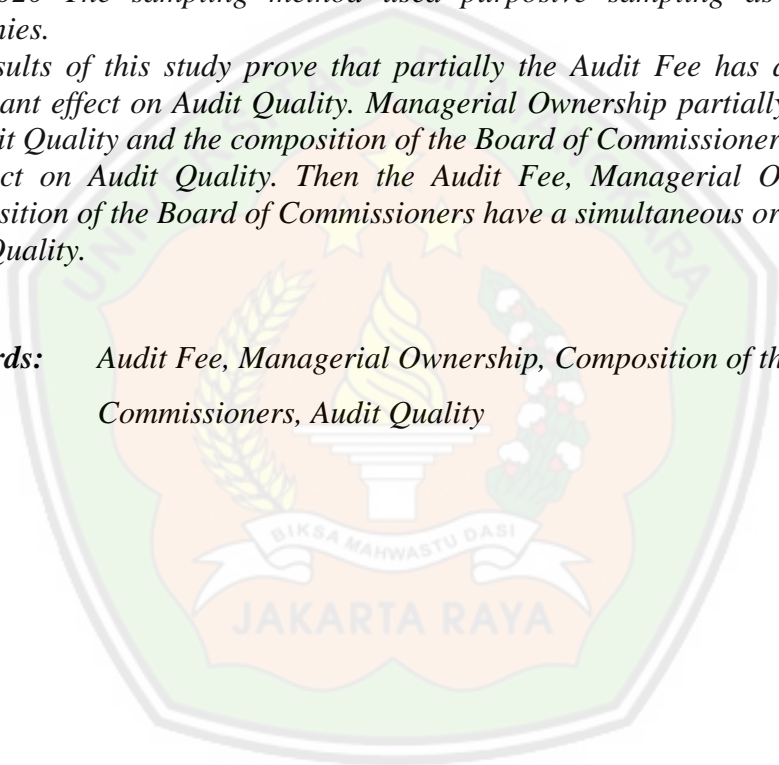 The sampling method used purposive sampling as
nies.
sults of this study prove that partially the Audit Fee has a
ant effect on Audit Quality. Managerial Ownership partially
it Quality and the composition of the Board of Commissioner
ct on Audit Quality. Then the Audit Fee, Managerial O
sition of the Board of Commissioners have a simultaneous or
Quality.
rds: Audit Fee, Managerial Ownership, Composition of th
Commissioners, Audit Quality
BIKSA MAHWASTU DASI
JAKARTA RAYA